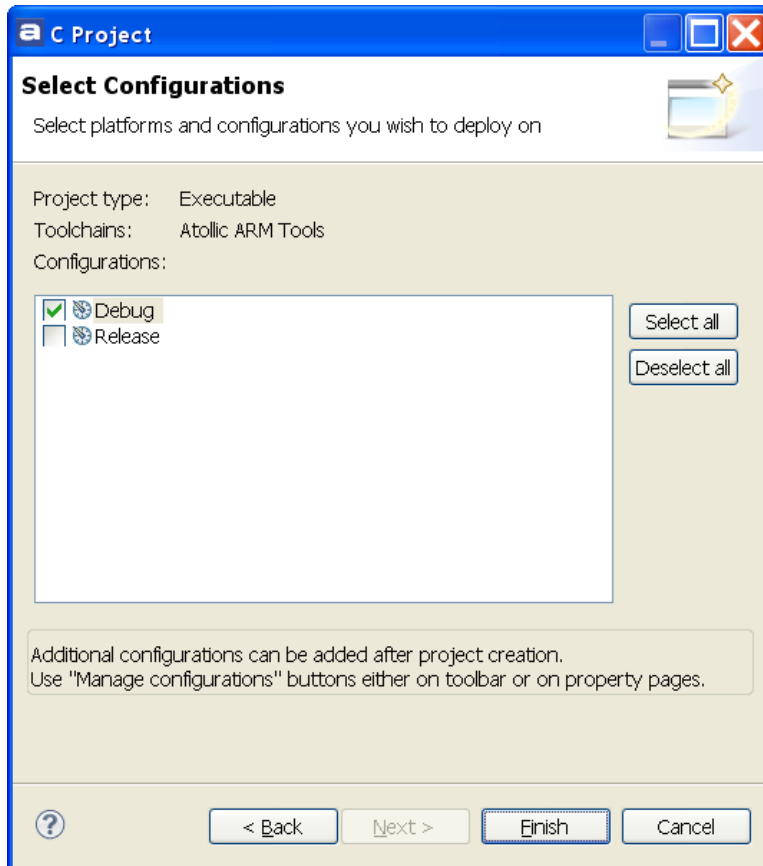 a C Project
Select Configurations
Select platforms and configurations you wish to deploy on
Project type: Executable
Toolchains: Atollic ARM Tools
Configurations:
Debug
Release
Select all
Deselect all
Additional configurations can be added after project creation.
Use "Manage configurations" buttons either on toolbar or on property pages.
?
< Back
Next >
Finish
Cancel